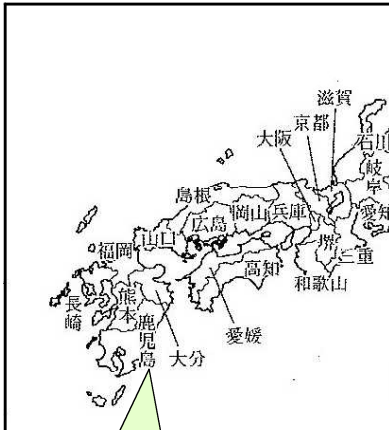 滋賀
京都
大阪
石川
岐阜
愛知
島根
広島
岡山
兵庫
堺
三重
山口
福岡
高知
和歌山
長崎
熊本
鹿児島
大分
愛媛